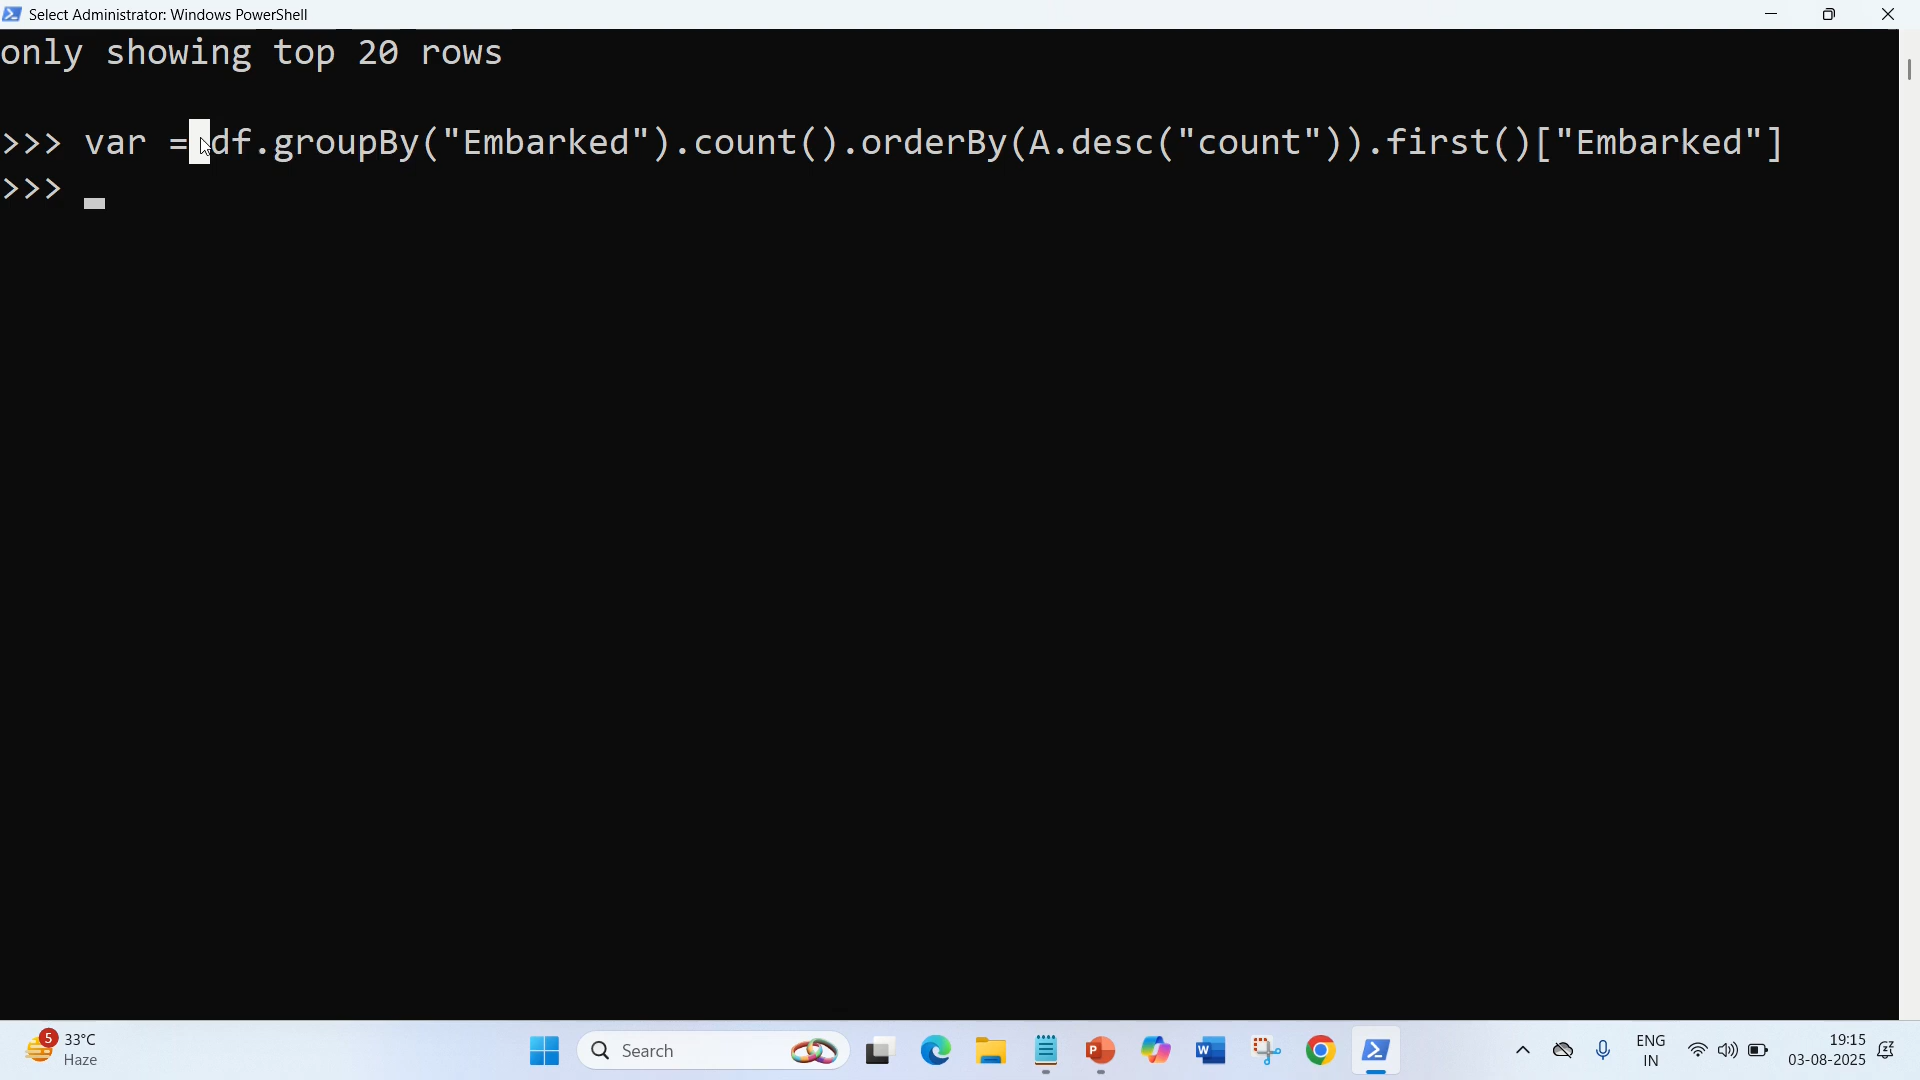 Select Administrator: Windows PowerShell
only showing top 20 rows
>>> var = df.groupBy("Embarked").count().orderBy(A.desc("count")).first()["Embarked"]
>>>
5
33°C
Haze
Search
P
W
ENG
IN
19:15
03-08-2025